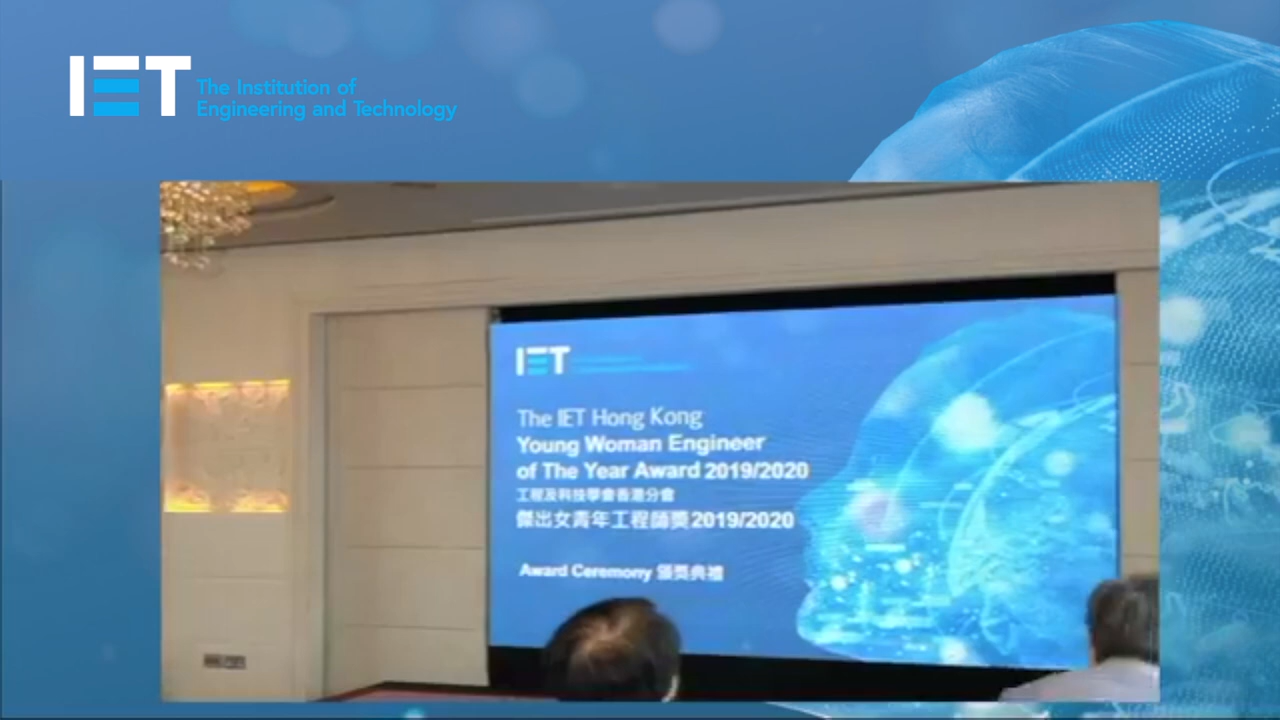 IET The Institution of
Engineering and Technology
IET
The IET Hong Kong
Young Woman Engineer
of The Year Award 2019/2020
工程及科技學會香港分會
傑出女青年工程師獎2019/2020
Award Ceremony 頒獎典禮